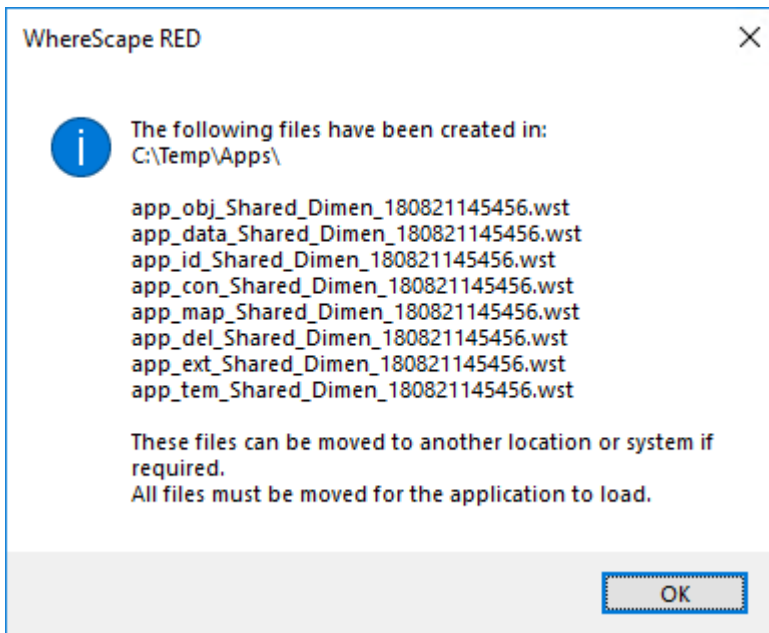 WhereScape RED
The following files have been created in:
C:\Temp\Apps\
app_obj_Shared_Dimen_180821145456.wst
app_data_Shared_Dimen_180821145456.wst
app_id_Shared_Dimen_180821145456.wst
app_con_Shared_Dimen_180821145456.wst
app_map_Shared_Dimen_180821145456.wst
app_del_Shared_Dimen_180821145456.wst
app_ext_Shared_Dimen_180821145456.wst
app_tem_Shared_Dimen_180821145456.wst
These files can be moved to another location or system if
required.
All files must be moved for the application to load.
OK